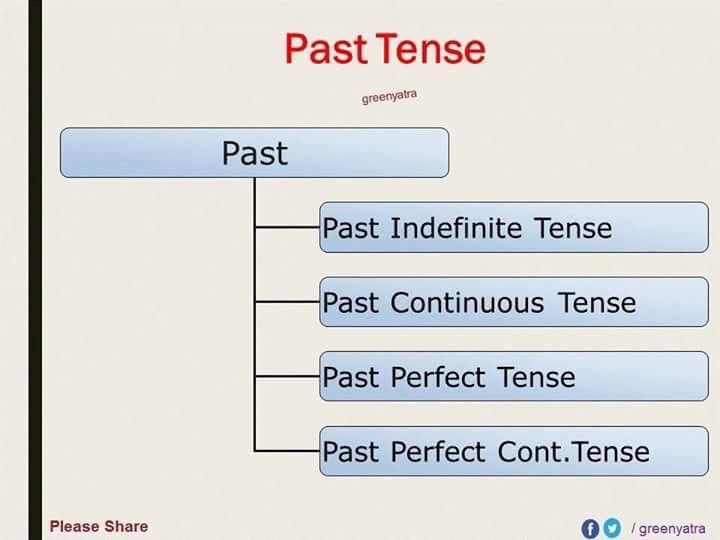 Past Tense
greenyatra
Past
Past Indefinite Tense
Past Continuous Tense
Past Perfect Tense
Past Perfect Cont.Tense
Please Share
/ greenyatra